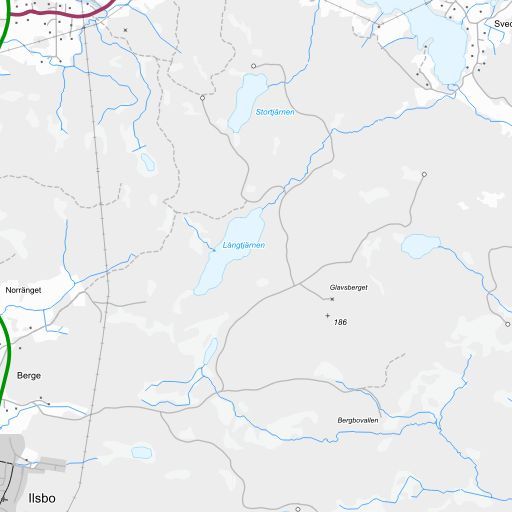 Sved
Stortjärnen
Långtjärnen
Norränget
Glavsberget
186
Berge
Bergbovallen
Ilsbo